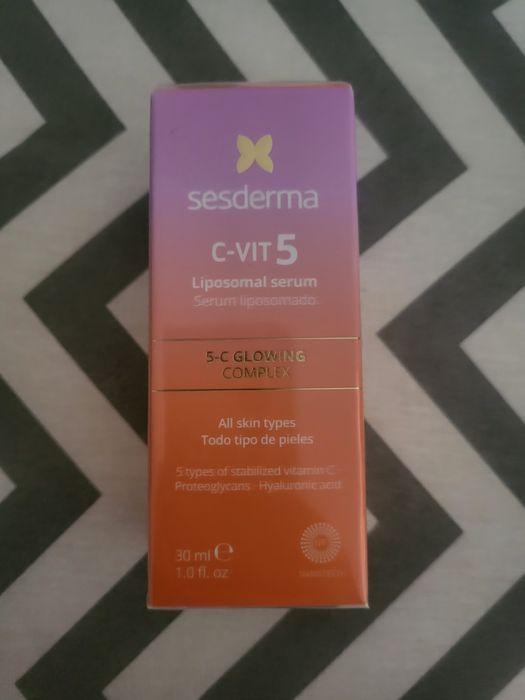 sesderma
C-VIT 5
Liposomal serum
Serum liposomado
5-C GLOWING
COMPLEX
All skin types
Todo tipo de pieles
5 types of stabilized vitamin C ·
Proteoglycans · Hyaluronic acid
30 ml ℮
1.0 fl. oz